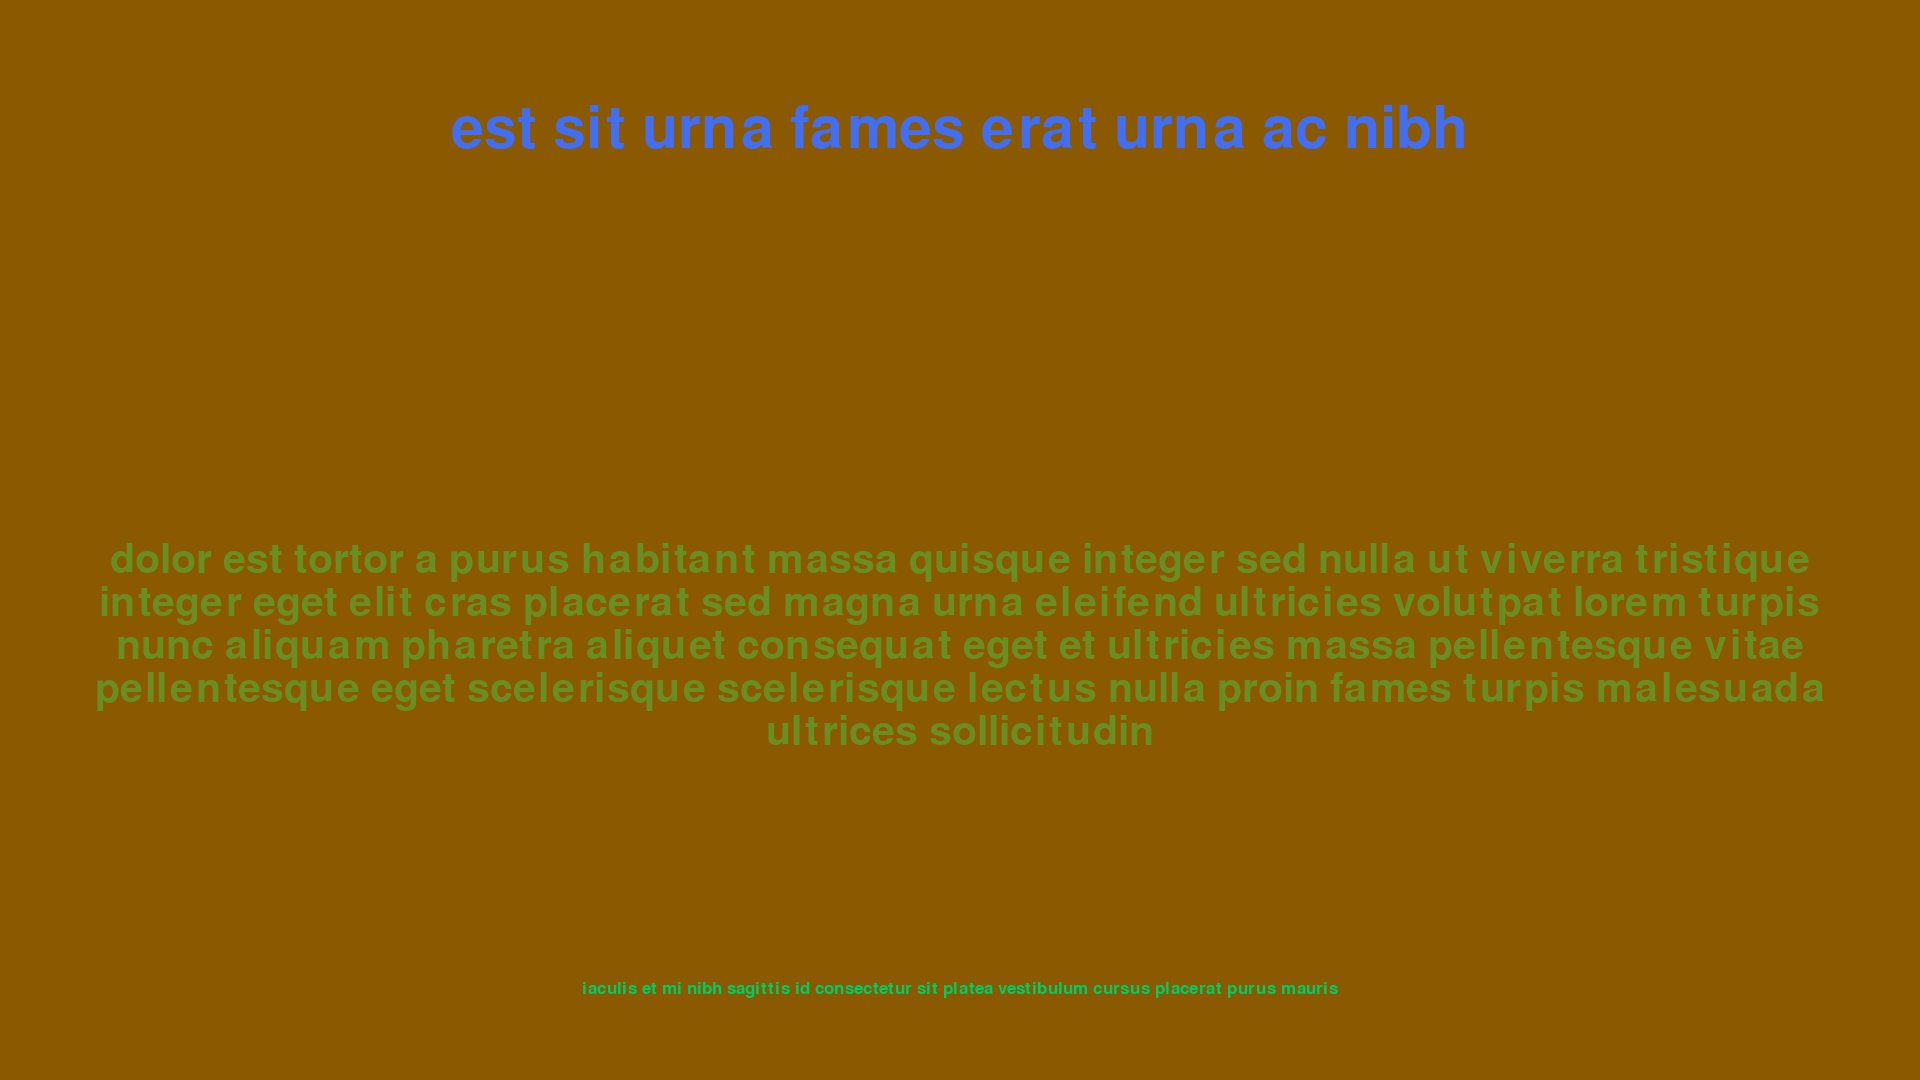 est sit urna fames erat urna ac nibh
dolor est tortor a purus habitant massa quisque integer sed nulla ut viverra tristique
integer eget elit cras placerat sed magna urna eleifend ultricies volutpat lorem turpis
nunc aliquam pharetra aliquet consequat eget et ultricies massa pellentesque vitae
pellentesque eget scelerisque scelerisque lectus nulla proin fames turpis malesuada
ultrices sollicitudin
iaculis et mi nibh sagittis id consectetur sit platea vestibulum cursus placerat purus mauris